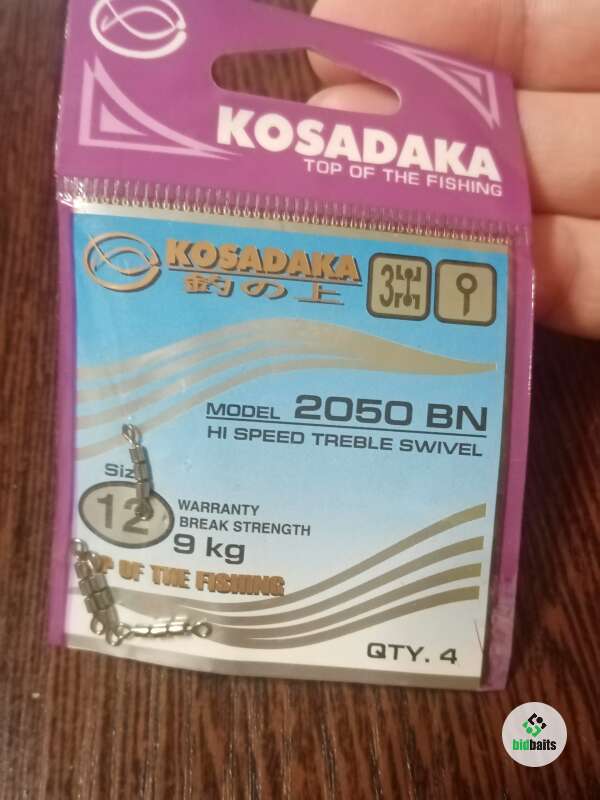 KOSADAKA
TOP OF THE FISHING
KOSADAKA
釣の上
3
MODEL 2050 BN
HI SPEED TREBLE SWIVEL
12
WARRANTY
BREAK STRENGTH
9 kg
OF THE FISHING
QTY. 4
bidbaits